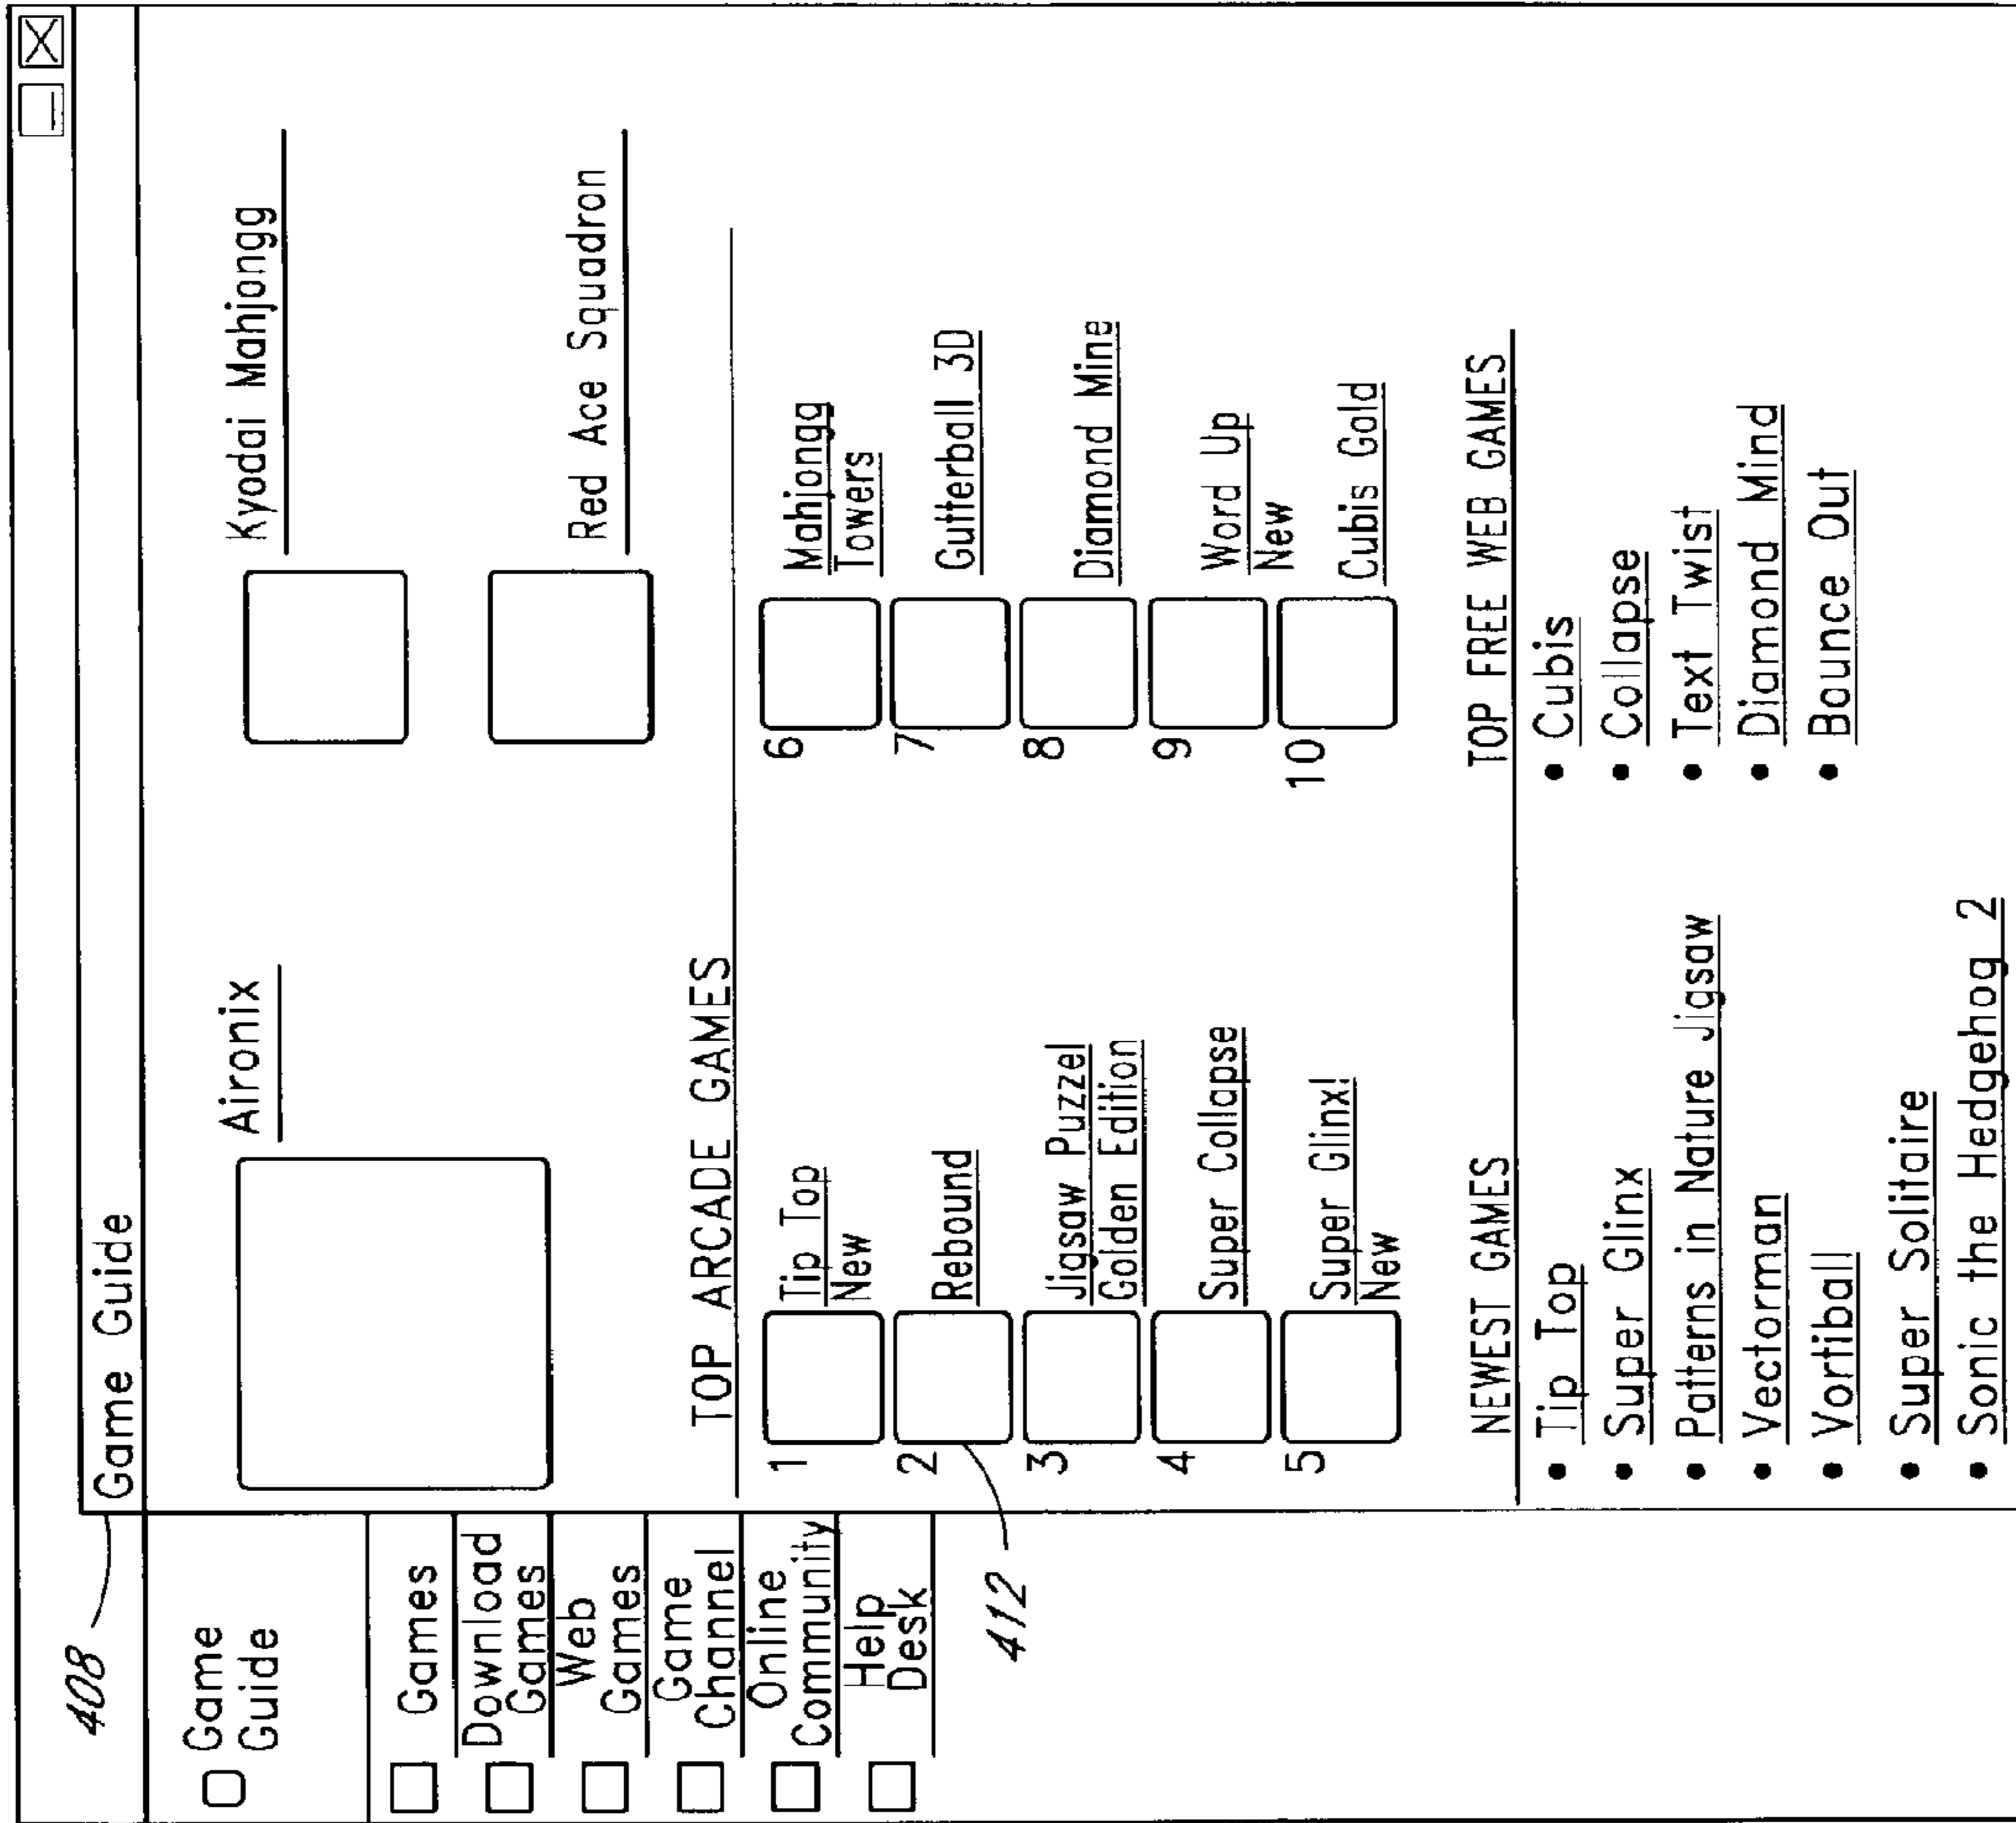 408
Game Guide
Game
Guide
Games
Download
Games
Web
Games
Game
Channel
Online
Community
Help
Desk
412
Aironix
Kyodai Mahjongg
Red Ace Squadron
TOP ARCADE GAMES
1
Tip Top
New
2
Rebound
3
Jigsaw Puzzel
Golden Edition
4
Super Collapse
5
Super Glinx!
New
6
Mahjongg
Towers
7
Gutterball 3D
8
Diamond Mine
9
Word Up
New
10
Cubis Gold
NEWEST GAMES
• Tip Top
• Super Glinx
• Patterns in Nature Jigsaw
• Vectorman
• Vortiball
• Super Solitaire
• Sonic the Hedgehog 2
TOP FREE WEB GAMES
• Cubis
• Collapse
• Text Twist
• Diamond Mind
• Bounce Out